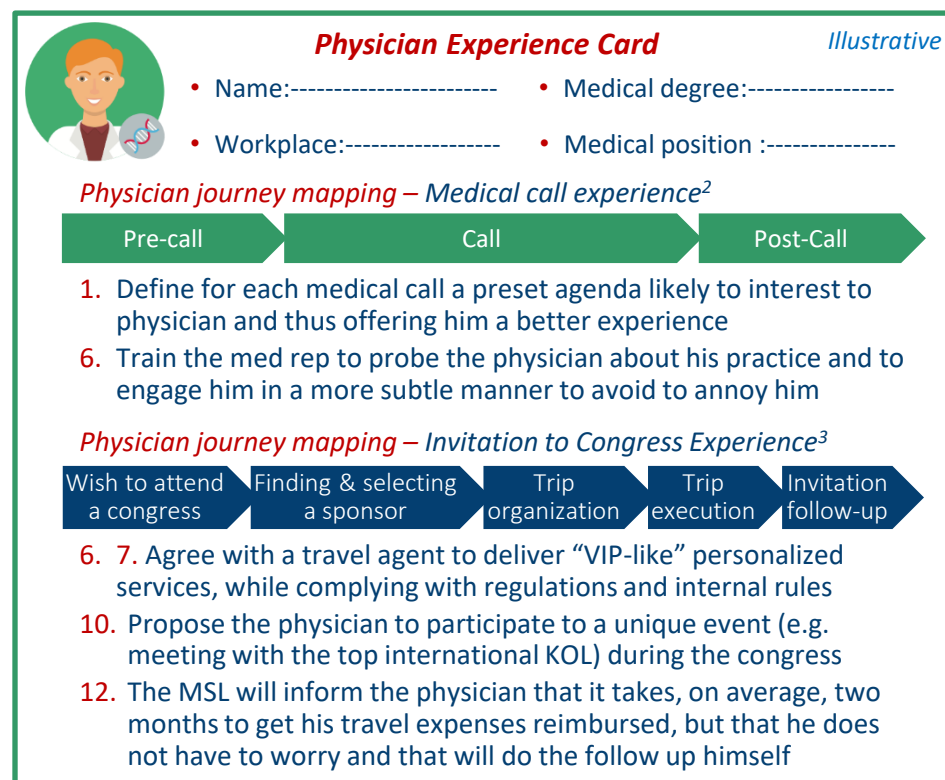 Physician Experience Card
Illustrative
• Name:------------------------
• Medical degree:-----------------
• Workplace:------------------
• Medical position :---------------
Physician journey mapping – Medical call experience²
Pre-call
Call
Post-Call
1. Define for each medical call a preset agenda likely to interest to
physician and thus offering him a better experience
6. Train the med rep to probe the physician about his practice and to
engage him in a more subtle manner to avoid to annoy him
Physician journey mapping – Invitation to Congress Experience³
Wish to attend
a congress
Finding & selecting
a sponsor
Trip
organization
Trip
execution
Invitation
follow-up
6. 7. Agree with a travel agent to deliver “VIP-like” personalized
services, while complying with regulations and internal rules
10. Propose the physician to participate to a unique event (e.g.
meeting with the top international KOL) during the congress
12. The MSL will inform the physician that it takes, on average, two
months to get his travel expenses reimbursed, but that he does
not have to worry and that will do the follow up himself